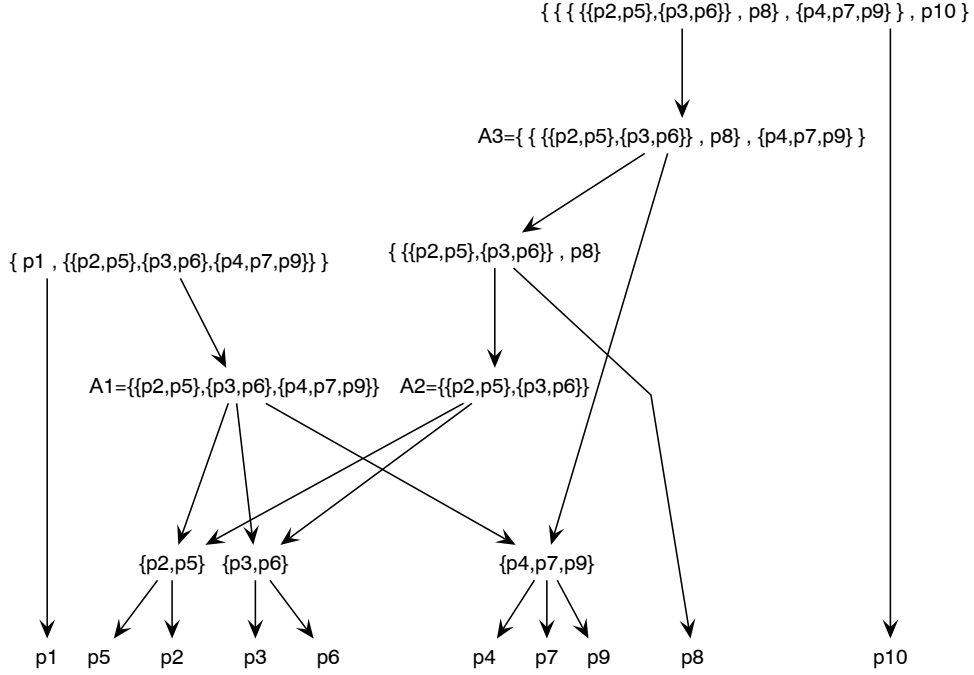 { { { {{p2,p5},{p3,p6}} , p8} , {p4,p7,p9} } , p10 }
A3={ { {{p2,p5},{p3,p6}} , p8} , {p4,p7,p9} }
{ {{p2,p5},{p3,p6}} , p8}
{ p1 , {{p2,p5},{p3,p6},{p4,p7,p9}} }
A1={{p2,p5},{p3,p6},{p4,p7,p9}} A2={{p2,p5},{p3,p6}}
{p2,p5} {p3,p6} {p4,p7,p9}
p1 p5 p2 p3 p6 p4 p7 p9 p8 p10